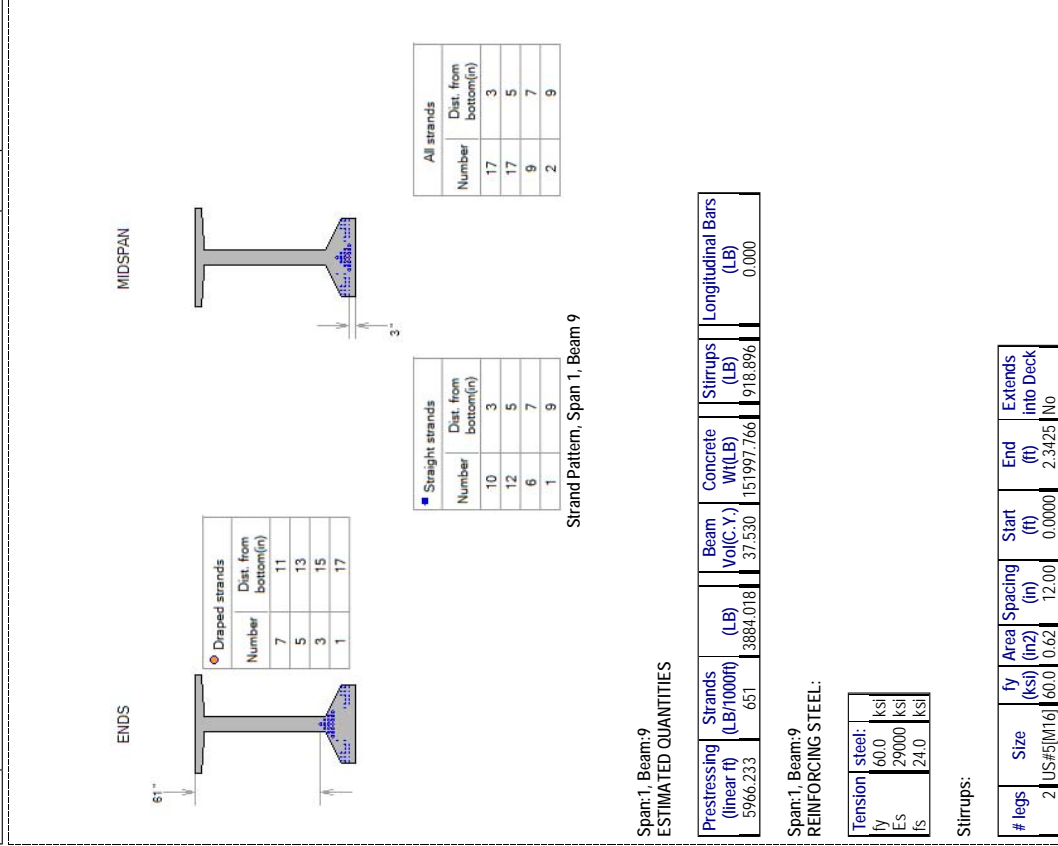 ENDS
MIDSPAN
61"
3"
Draped strands
Number Dist. from bottom(in)
7 11
5 13
3 15
1 17
Straight strands
Number Dist. from bottom(in)
10 3
12 5
6 7
1 9
All strands
Number Dist. from bottom(in)
17 3
17 5
9 7
2 9
Strand Pattern, Span 1, Beam 9
Span:1, Beam:9
ESTIMATED QUANTITIES
Prestressing (linear ft) Strands (LB/1000ft) (LB) Beam Vol(C.Y.) Concrete Wt(LB) Stirrups (LB) Longitudinal Bars (LB)
5966.233 651 3884.018 37.530 151997.766 918.896 0.000
Span:1, Beam:9
REINFORCING STEEL:
Tension steel:
fy 60.0 ksi
Es 29000 ksi
fs 24.0 ksi
Stirrups:
# legs Size fy (ksi) Area (in2) Spacing (in) Start (ft) End (ft) Extends into Deck
2 US#5[M16] 60.0 0.62 12.00 0.0000 2.3425 No